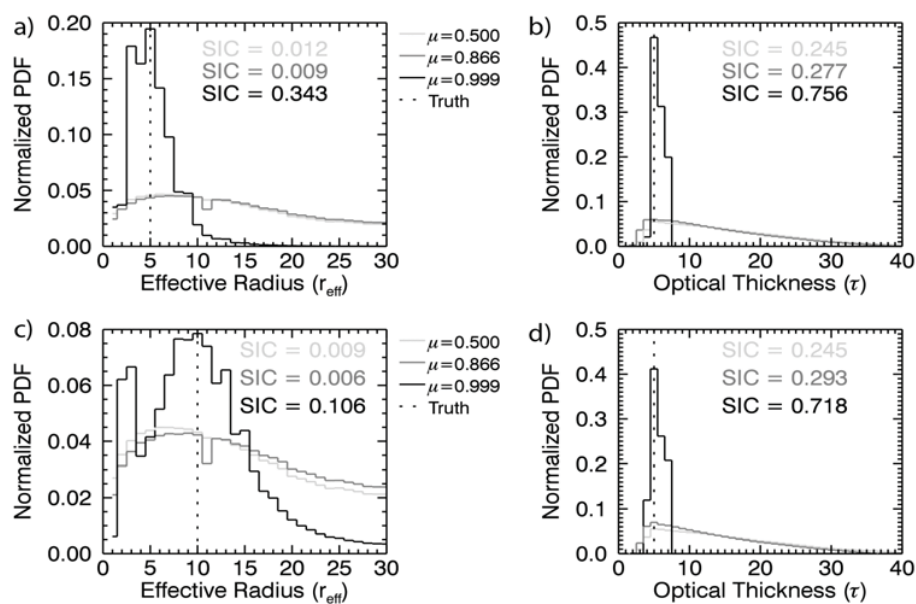 a)
0.20
0.15
0.10
0.05
0.00
Normalized PDF
SIC = 0.012
SIC = 0.009
SIC = 0.343
0 5 10 15 20 25 30
Effective Radius (r_eff)
μ=0.500
μ=0.866
μ=0.999
Truth
b)
0.5
0.4
0.3
0.2
0.1
0.0
Normalized PDF
SIC = 0.245
SIC = 0.277
SIC = 0.756
0 10 20 30 40
Optical Thickness (τ)
c)
0.08
0.06
0.04
0.02
0.00
Normalized PDF
SIC = 0.009
SIC = 0.006
SIC = 0.106
0 5 10 15 20 25 30
Effective Radius (r_eff)
μ=0.500
μ=0.866
μ=0.999
Truth
d)
0.5
0.4
0.3
0.2
0.1
0.0
Normalized PDF
SIC = 0.245
SIC = 0.293
SIC = 0.718
0 10 20 30 40
Optical Thickness (τ)